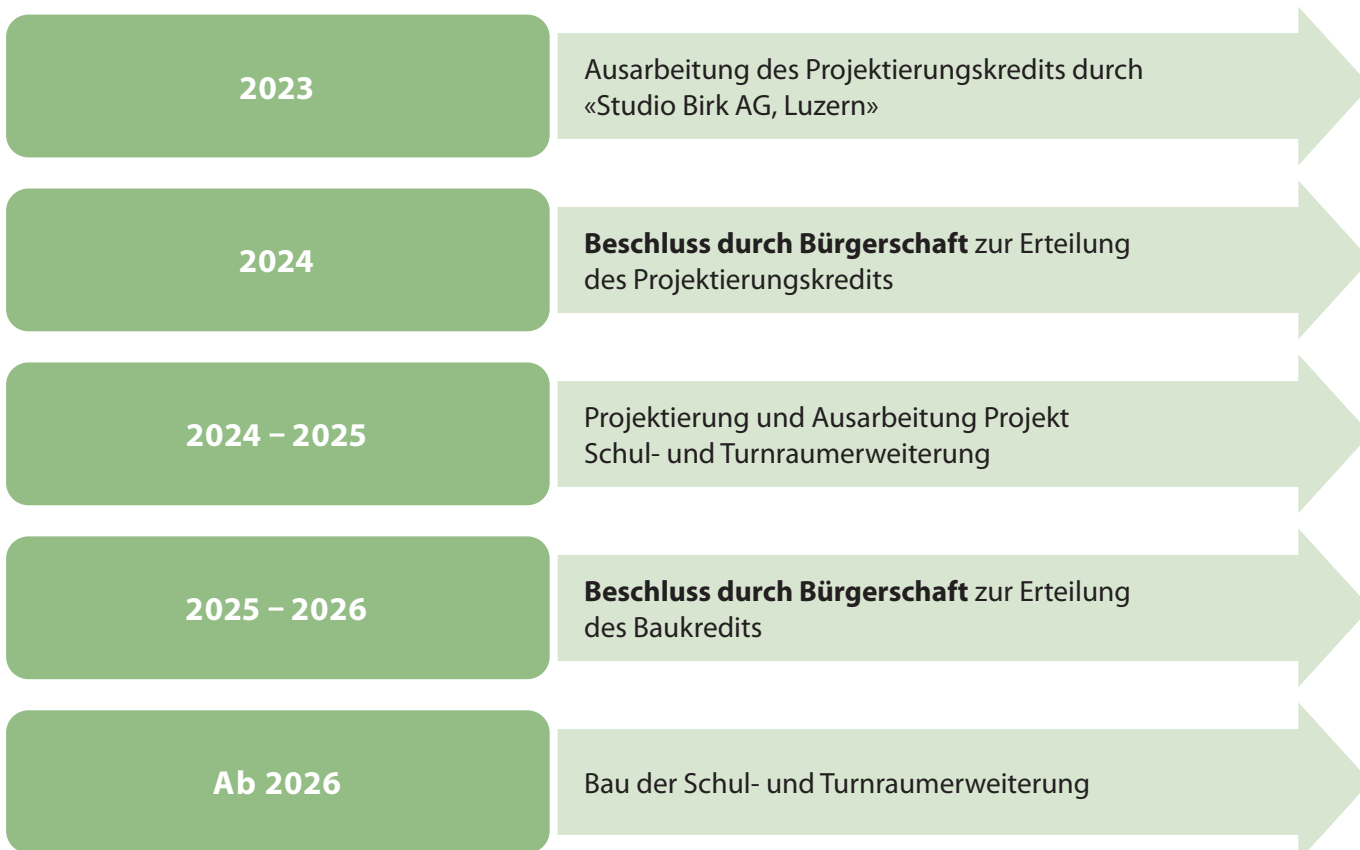 2023
Ausarbeitung des Projektierungskredits durch
«Studio Birk AG, Luzern»
2024
Beschluss durch Bürgerschaft zur Erteilung
des Projektierungskredits
2024 – 2025
Projektierung und Ausarbeitung Projekt
Schul- und Turnraumerweiterung
2025 – 2026
Beschluss durch Bürgerschaft zur Erteilung
des Baukredits
Ab 2026
Bau der Schul- und Turnraumerweiterung